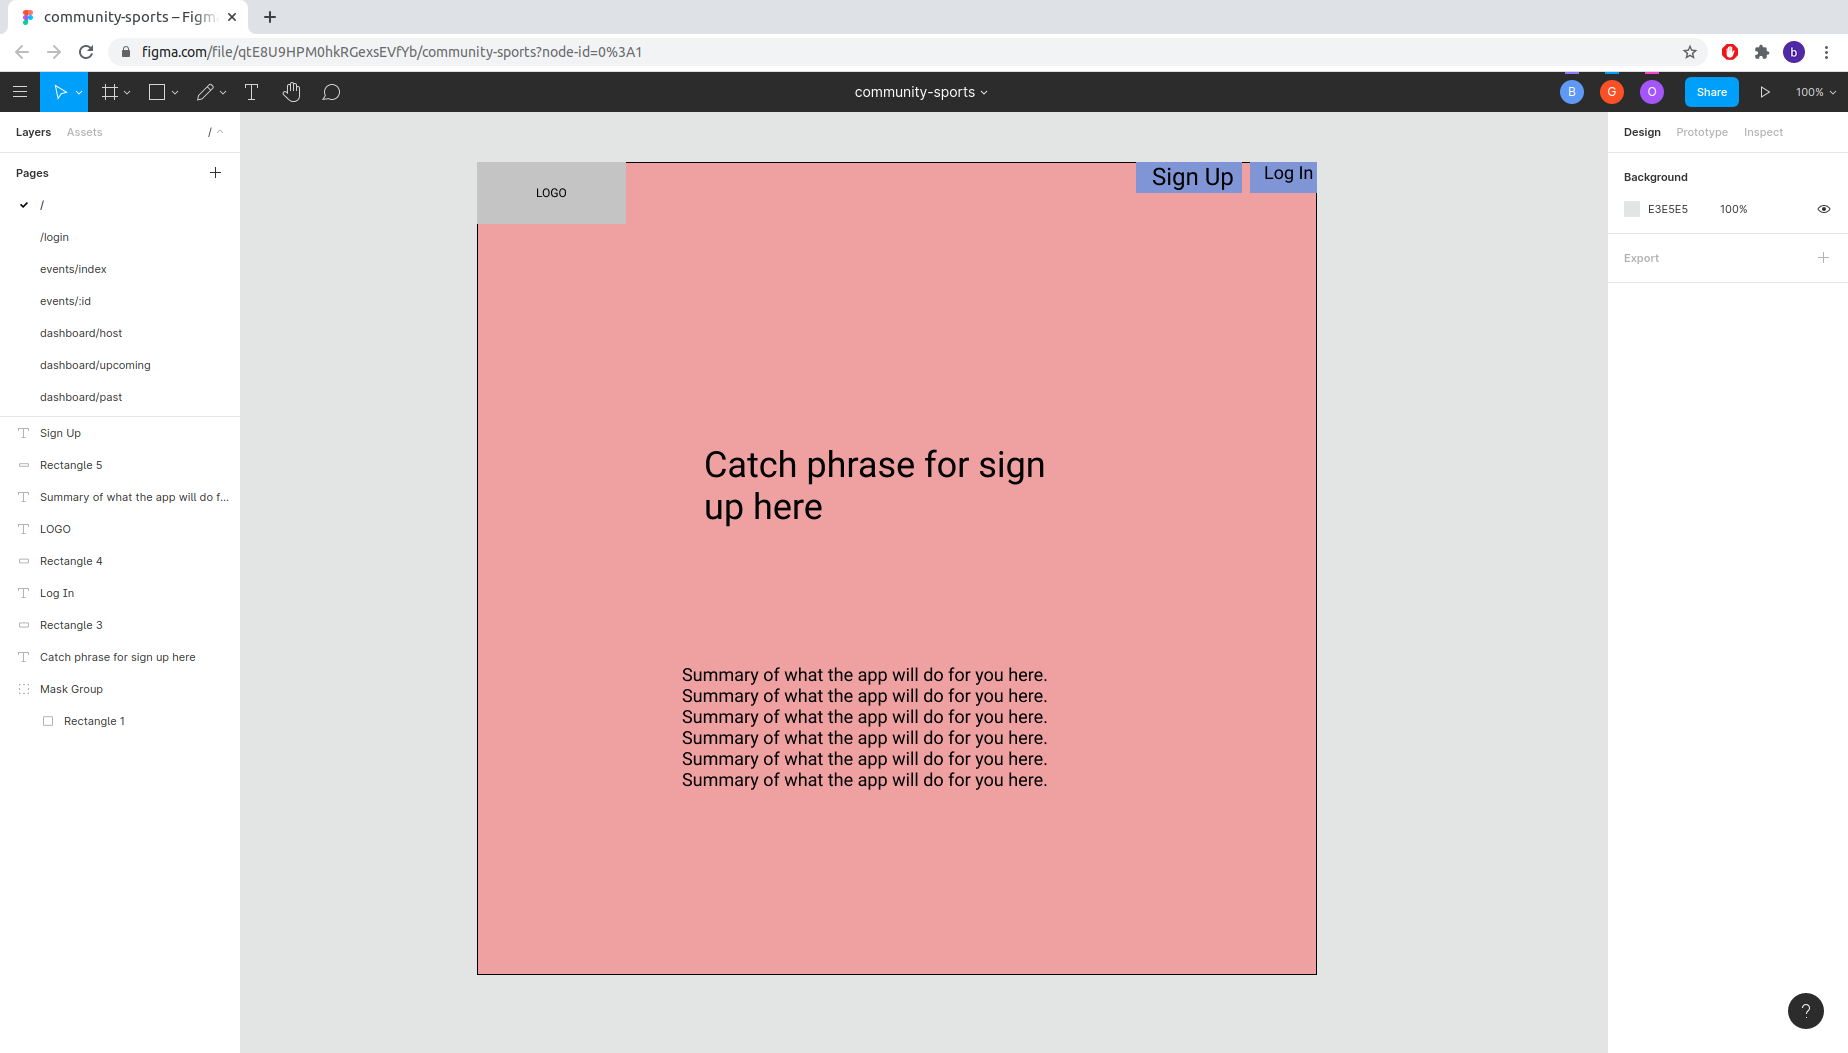 community-sports – Figm
figma.com/file/qtE8U9HPM0hkRGexsEVfYb/community-sports?node-id=0%3A1
b
community-sports
B
G
O
Share
100%
Layers
Assets
/
Pages
/
/login
events/index
events/:id
dashboard/host
dashboard/upcoming
dashboard/past
Sign Up
Rectangle 5
Summary of what the app will do f...
LOGO
Rectangle 4
Log In
Rectangle 3
Catch phrase for sign up here
Mask Group
Rectangle 1
LOGO
Sign Up
Log In
Catch phrase for sign
up here
Summary of what the app will do for you here.
Summary of what the app will do for you here.
Summary of what the app will do for you here.
Summary of what the app will do for you here.
Summary of what the app will do for you here.
Summary of what the app will do for you here.
Design
Prototype
Inspect
Background
E3E5E5
100%
Export
?